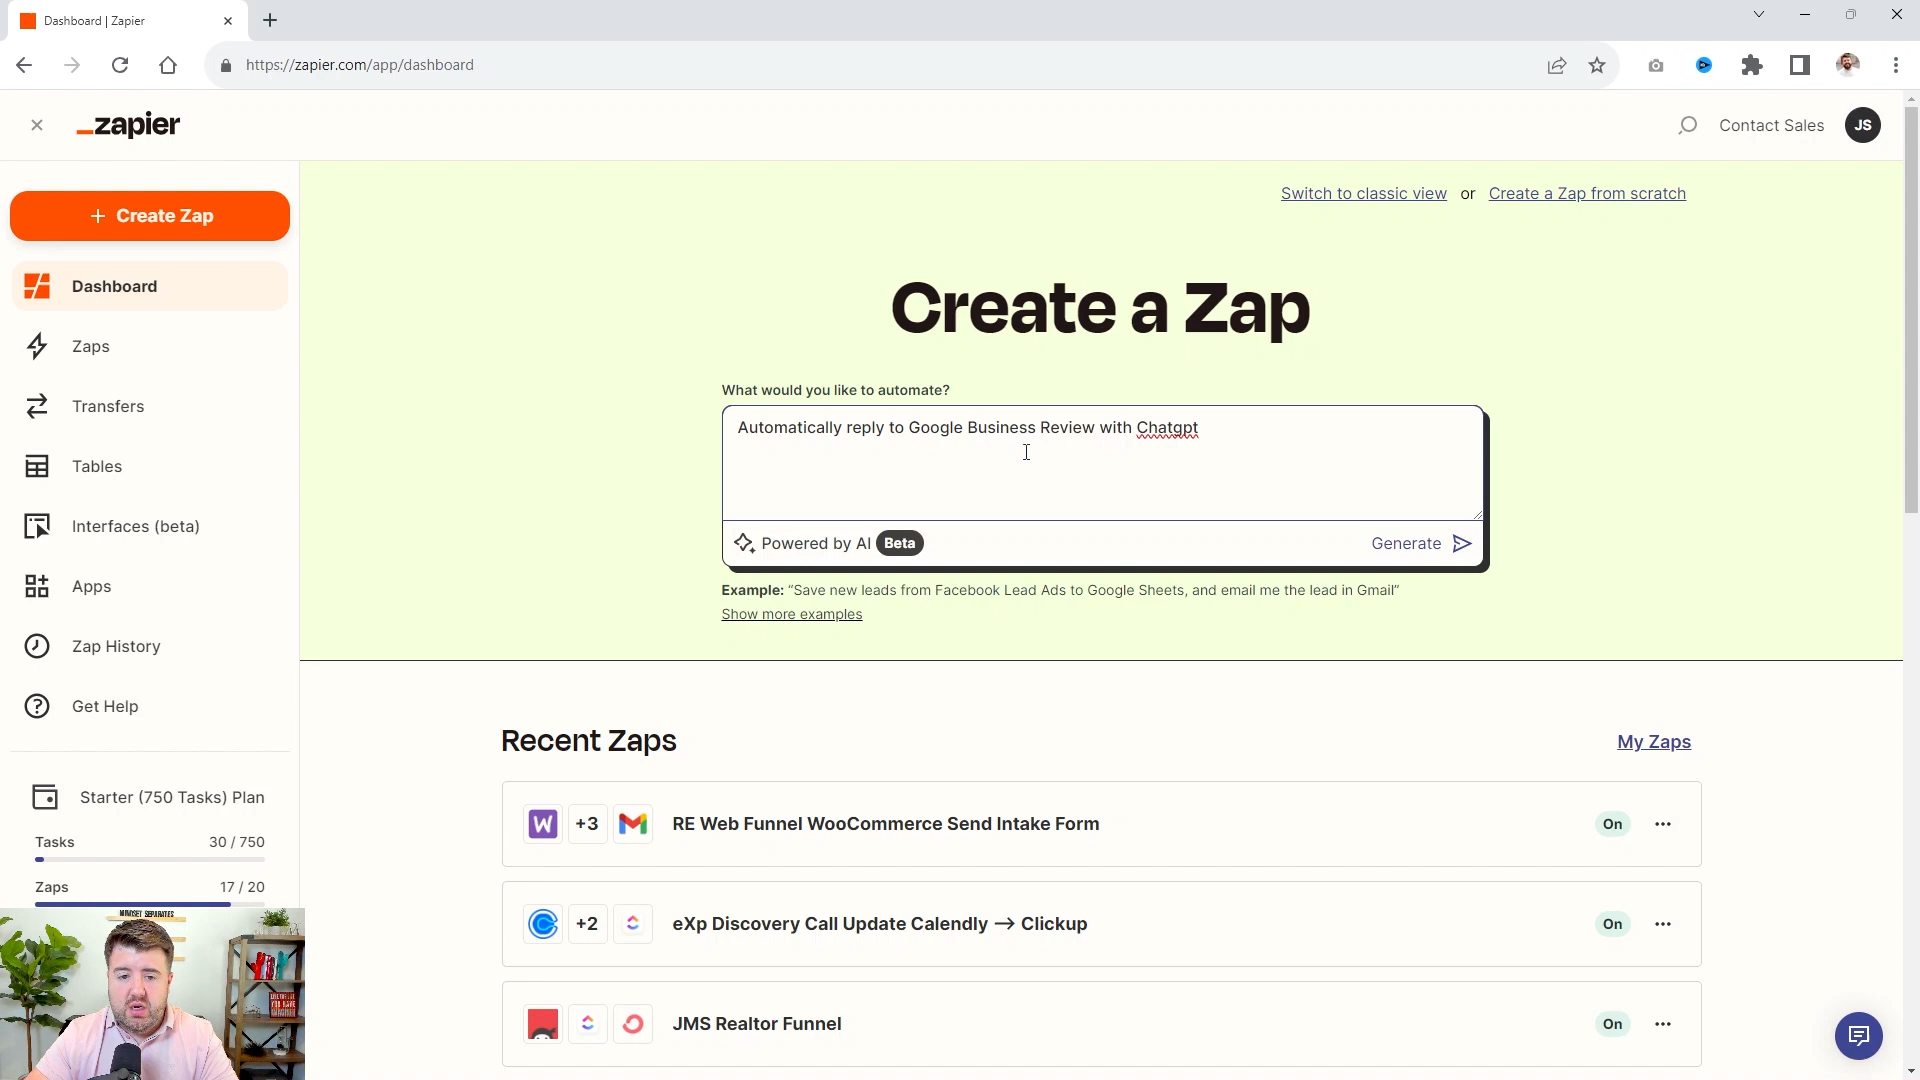 Dashboard | Zapier
https://zapier.com/app/dashboard
zapier
Contact Sales
JS
Create Zap
Dashboard
Zaps
Transfers
Tables
Interfaces (beta)
Apps
Zap History
Get Help
Starter (750 Tasks) Plan
Tasks 30 / 750
Zaps 17 / 20
Switch to classic view or Create a Zap from scratch
Create a Zap
What would you like to automate?
Automatically reply to Google Business Review with Chatgpt
Powered by AI Beta
Generate
Example: “Save new leads from Facebook Lead Ads to Google Sheets, and email me the lead in Gmail”
Show more examples
Recent Zaps
My Zaps
W +3 RE Web Funnel WooCommerce Send Intake Form On
+2 eXp Discovery Call Update Calendly → Clickup On
JMS Realtor Funnel On
MINDSET SEPARATES